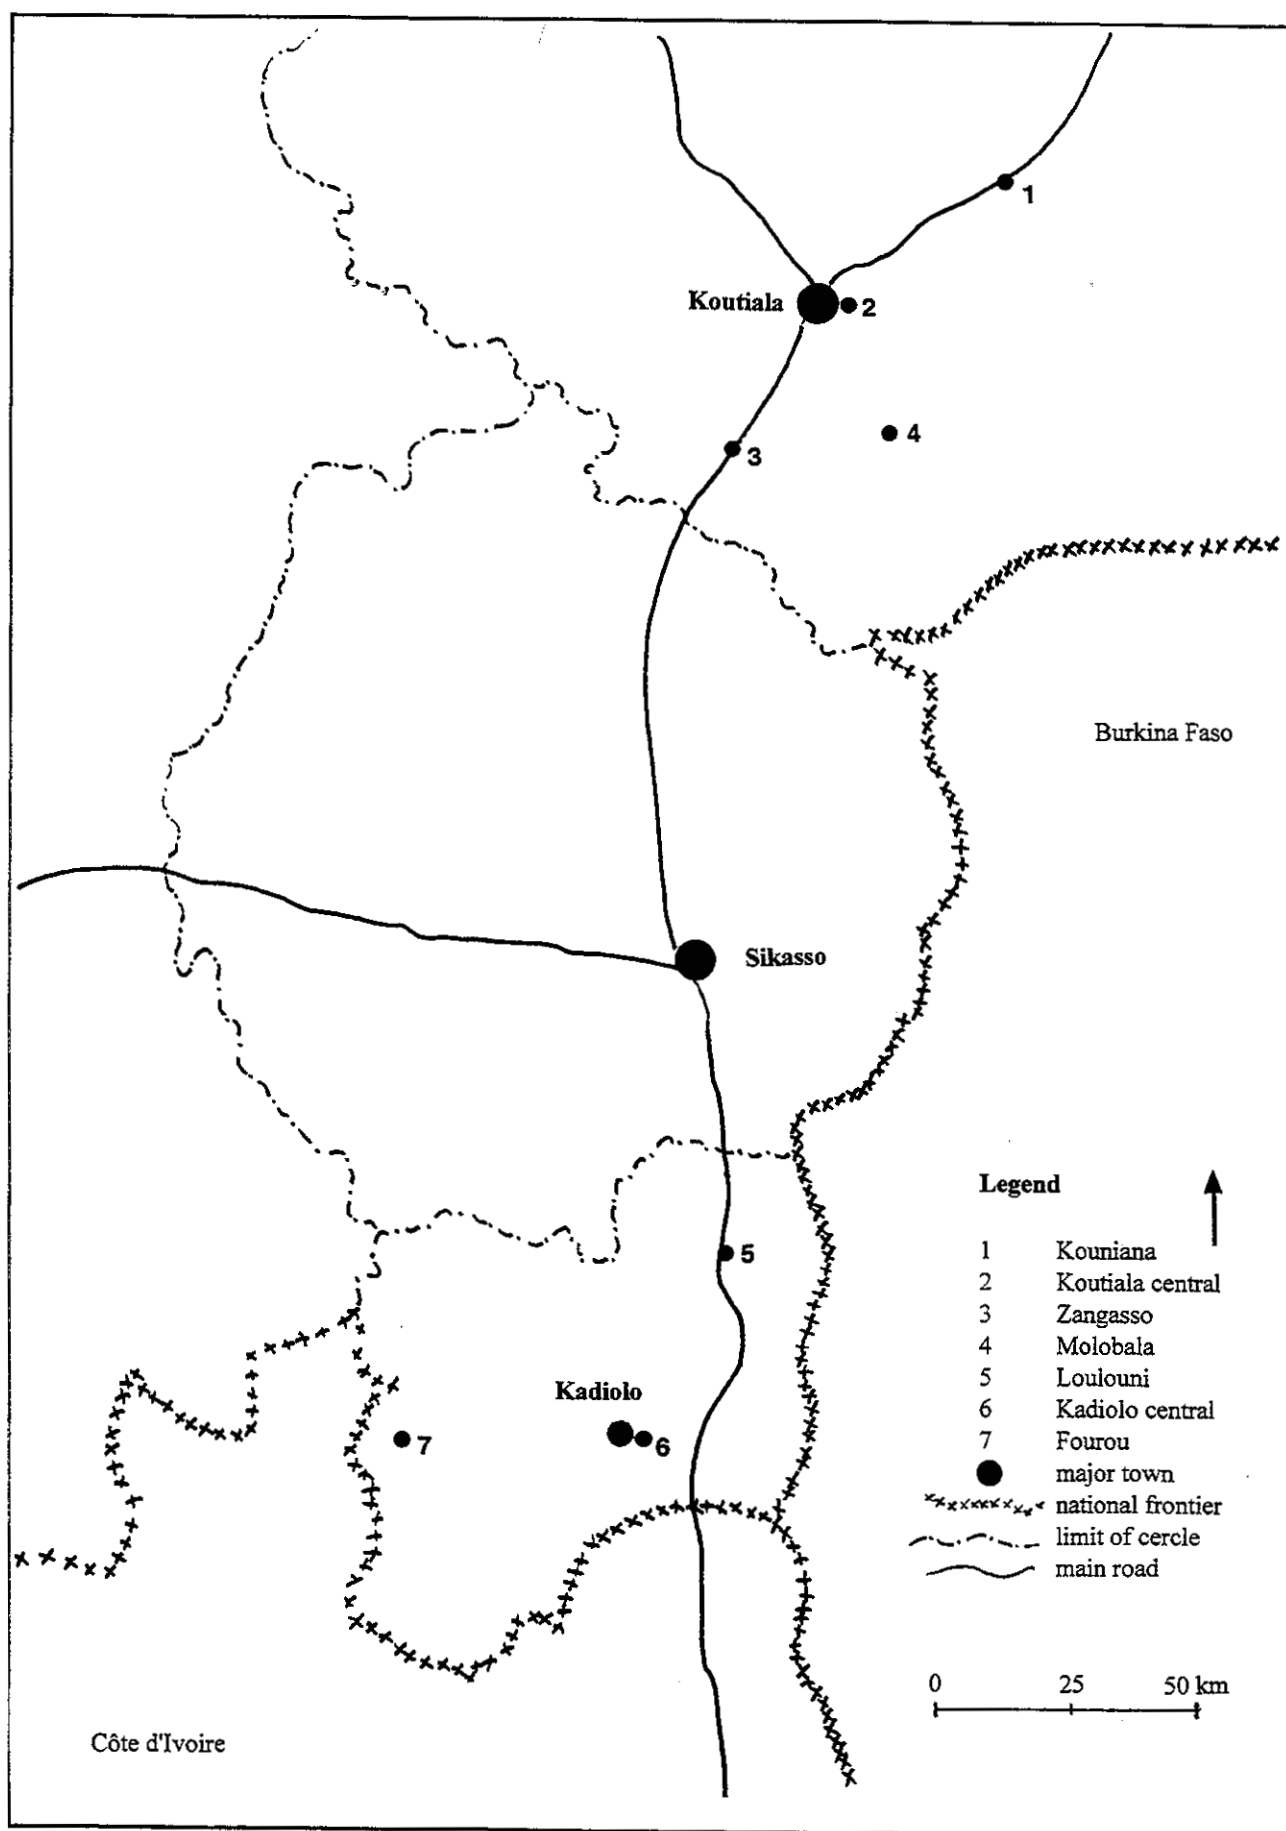 1
Koutiala
2
4
3
Burkina Faso
Sikasso
Legend
5
1 Kouniana
2 Koutiala central
3 Zangasso
4 Molobala
5 Loulouni
6 Kadiolo central
7 Fourou
major town
national frontier
limit of cercle
main road
Kadiolo
7
6
0 25 50 km
Côte d'Ivoire